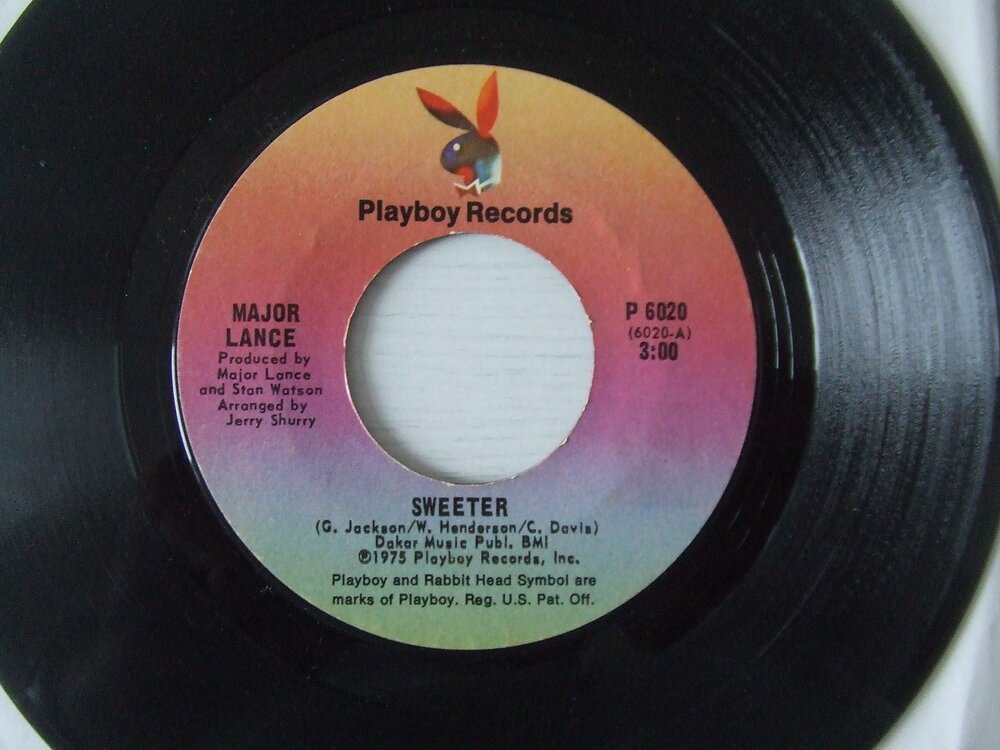 Playboy Records
MAJOR
LANCE
Produced by
Major Lance
and Stan Watson
Arranged by
Jerry Shurry
P 6020
(6020-A)
3:00
SWEETER
(G. Jackson/W. Henderson/C. Davis)
Dakar Music Publ. BMI
℗1975 Playboy Records, Inc.
Playboy and Rabbit Head Symbol are
marks of Playboy. Reg. U.S. Pat. Off.